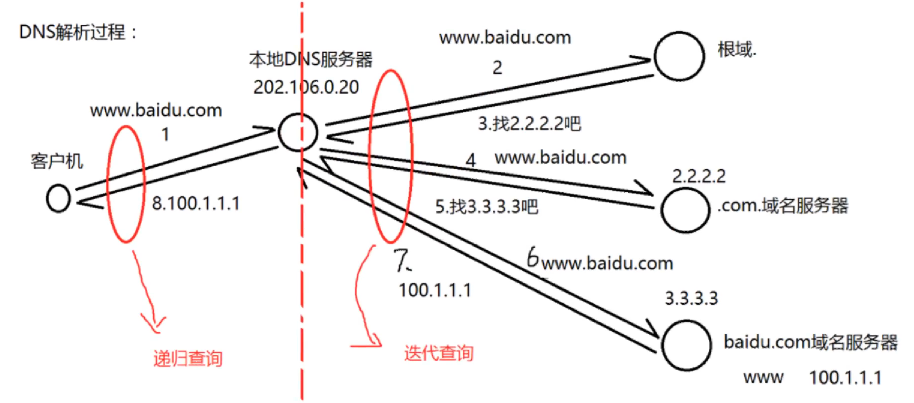 DNS解析过程：
www.baidu.com
根域.
本地DNS服务器
2
202.106.0.20
www.baidu.com
1
3.找2.2.2.2吧
客户机
4
www.baidu.com
2.2.2.2
8.100.1.1.1
5.找3.3.3.3吧
.com.域名服务器
7.
6
www.baidu.com
100.1.1.1
3.3.3.3
递归查询
迭代查询
baidu.com域名服务器
www 100.1.1.1